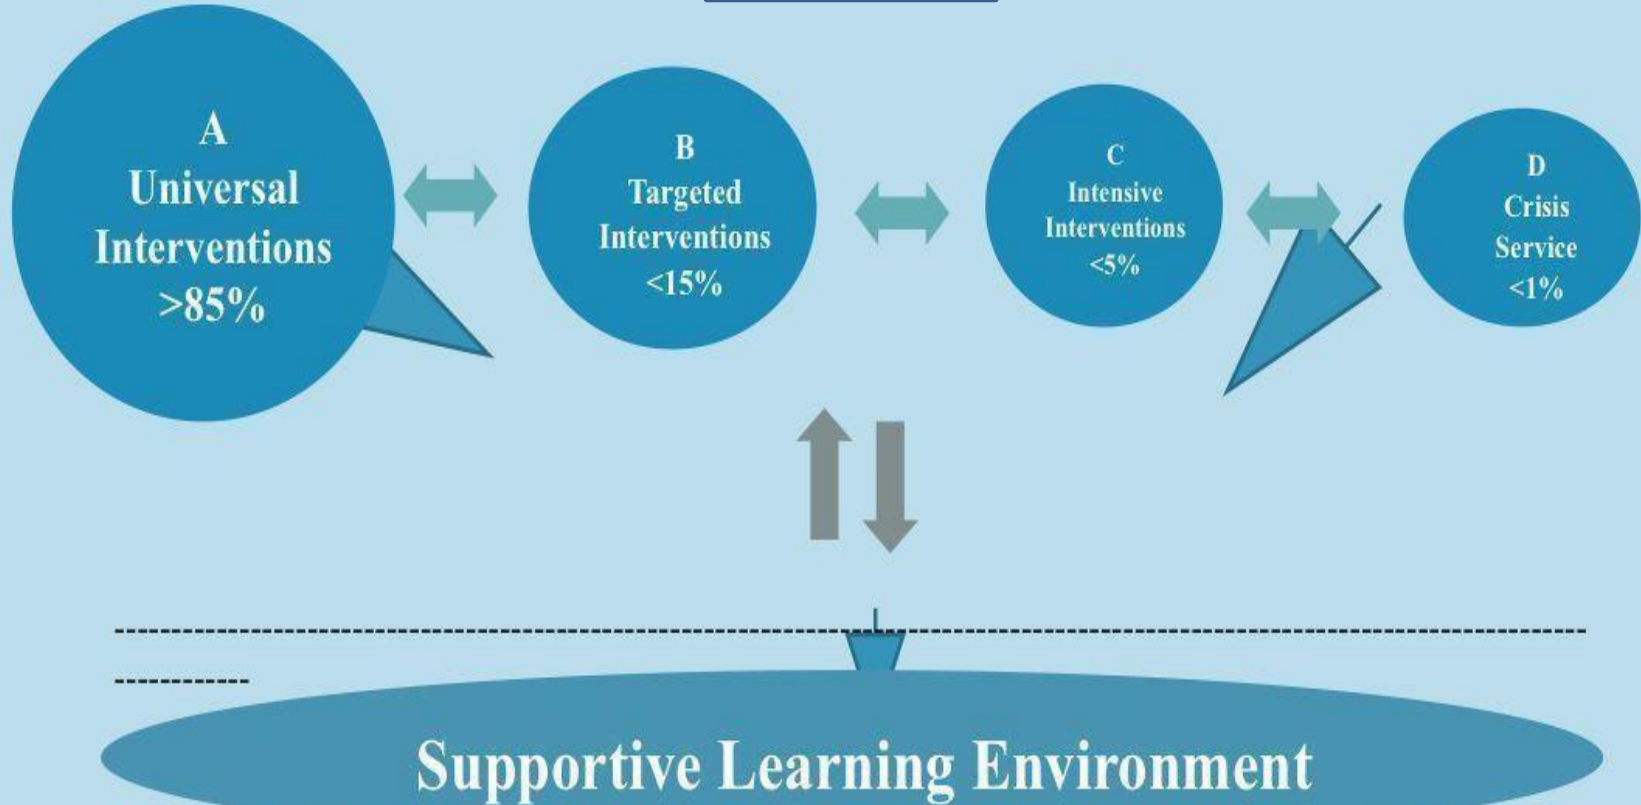 A
Universal
Interventions
>85%
B
Targeted
Interventions
<15%
C
Intensive
Interventions
<5%
D
Crisis
Service
<1%
Supportive Learning Environment